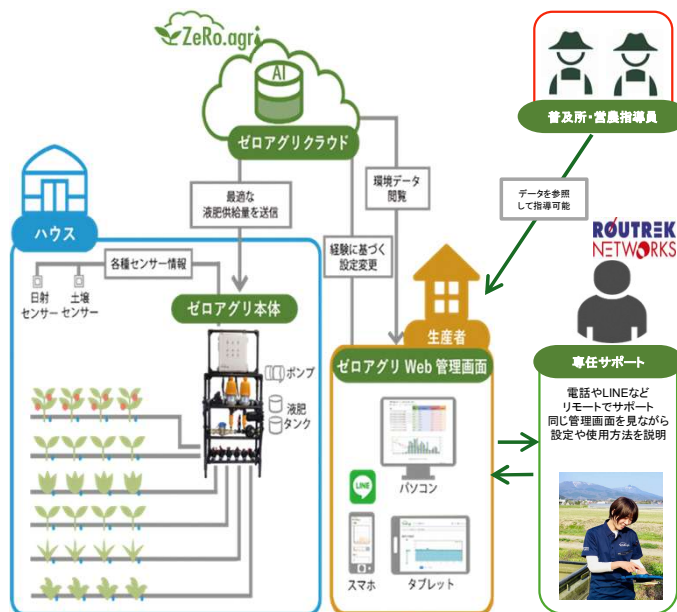 ZeRo.agri
AI
ゼロアグリクラウド
普及所・営農指導員
最適な
液肥供給量を送信
環境データ
閲覧
データを参照
して指導可能
ハウス
各種センサー情報
経験に基づく
設定変更
ROUTREK
NETWORKS
日射
センサー
土壌
センサー
ゼロアグリ本体
生産者
ゼロアグリ Web 管理画面
専任サポート
ポンプ
液肥
タンク
電話やLINEなど
リモートでサポート
同じ管理画面を見ながら
設定や使用方法を説明
パソコン
LINE
スマホ
タブレット